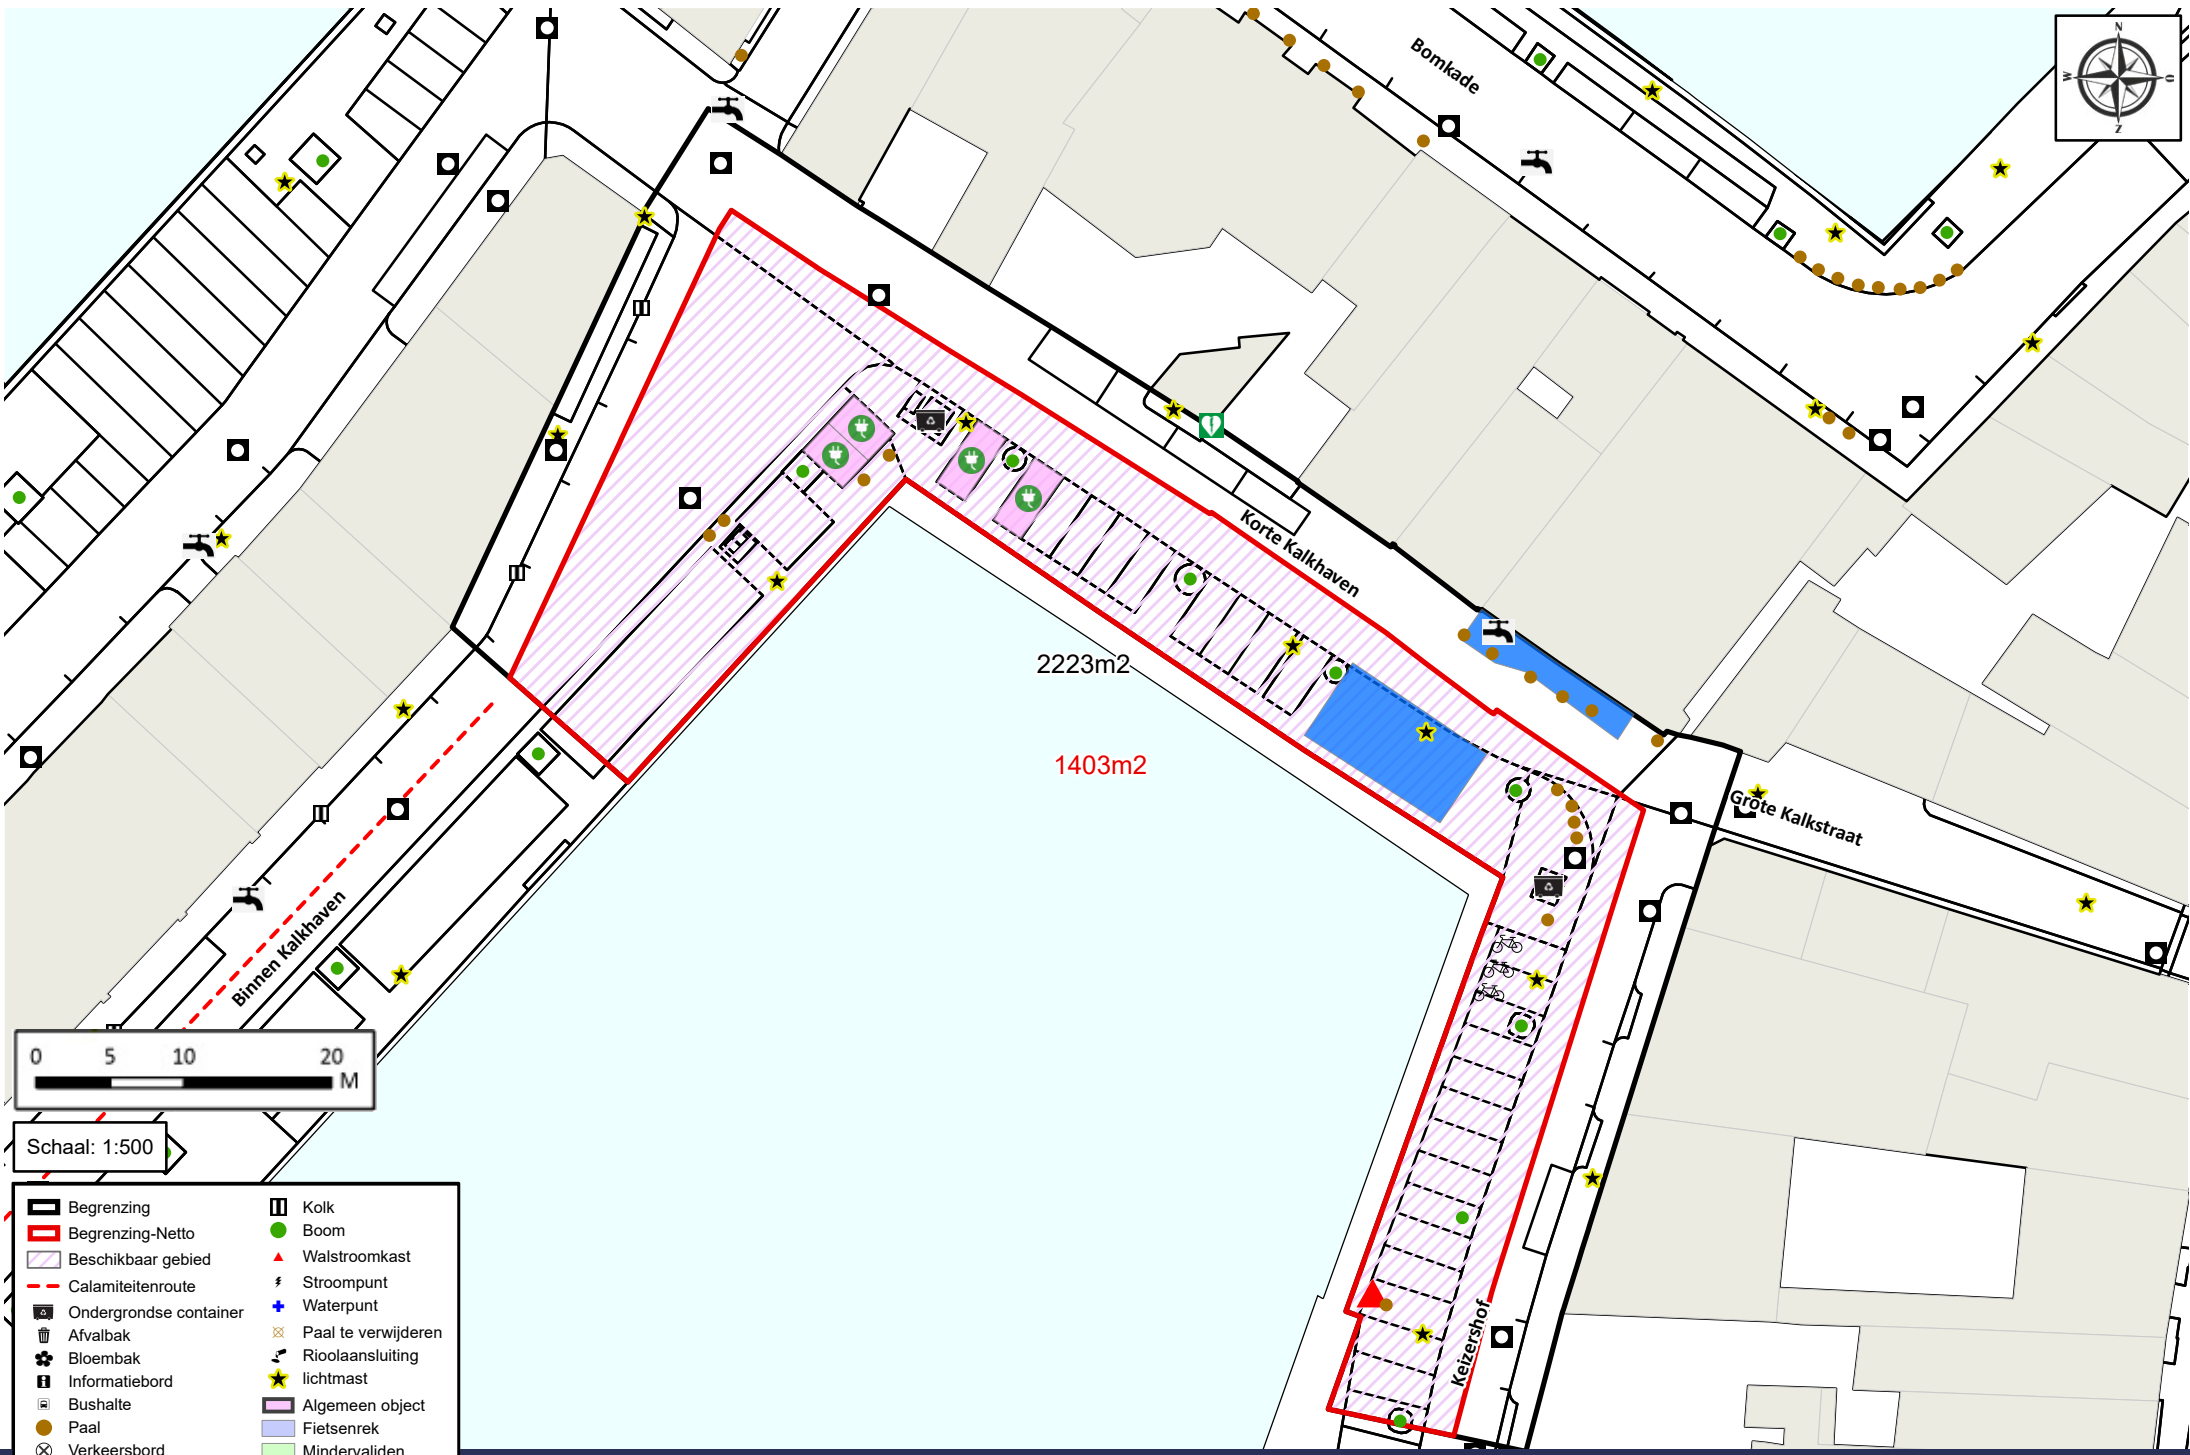 Bomkade
N
W
O
Z
Korte Kalkhaven
2223m2
1403m2
Grote Kalkstraat
Binnen Kalkhaven
Keizershof
0 5 10 20
M
Schaal: 1:500
Begrenzing
Begrenzing-Netto
Beschikbaar gebied
Calamiteitenroute
Ondergrondse container
Afvalbak
Bloembak
Informatiebord
Bushalte
Paal
Verkeersbord
Kolk
Boom
Walstroomkast
Stroompunt
Waterpunt
Paal te verwijderen
Rioolaansluiting
lichtmast
Algemeen object
Fietsenrek
Mindervaliden